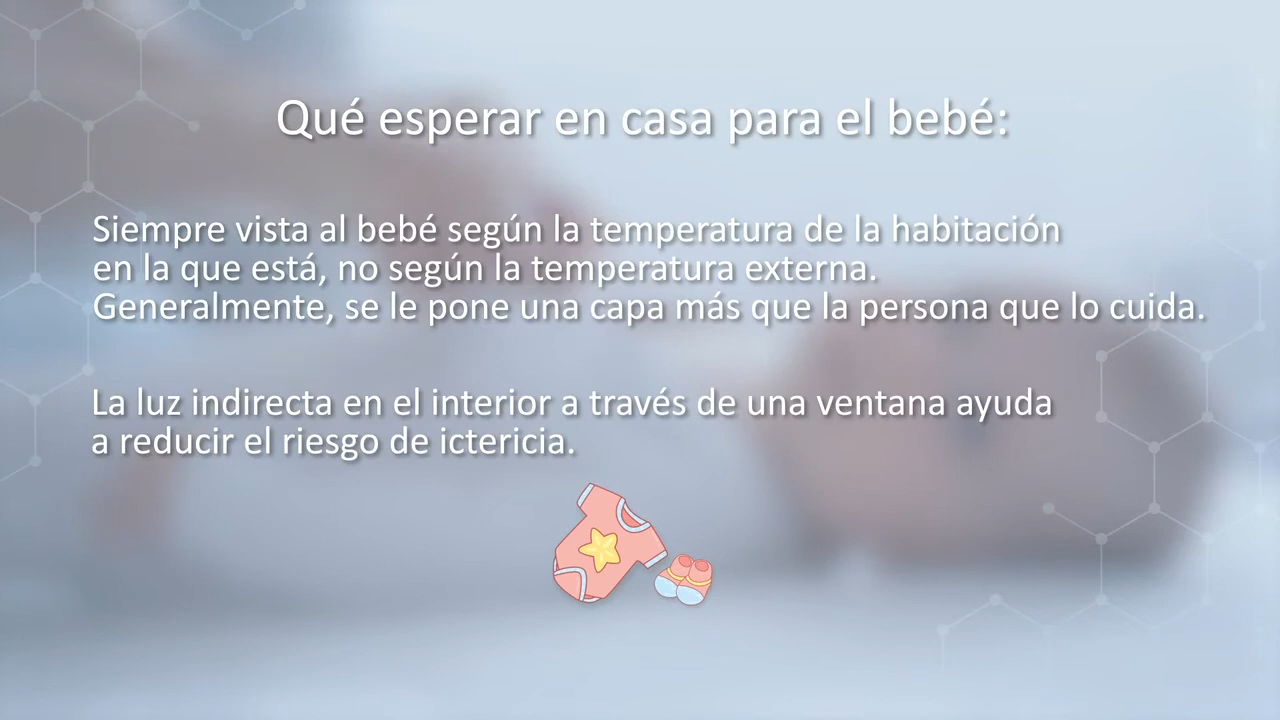 Qué esperar en casa para el bebé:
Siempre vista al bebé según la temperatura de la habitación
en la que está, no según la temperatura externa.
Generalmente, se le pone una capa más que la persona que lo cuida.
La luz indirecta en el interior a través de una ventana ayuda
a reducir el riesgo de ictericia.